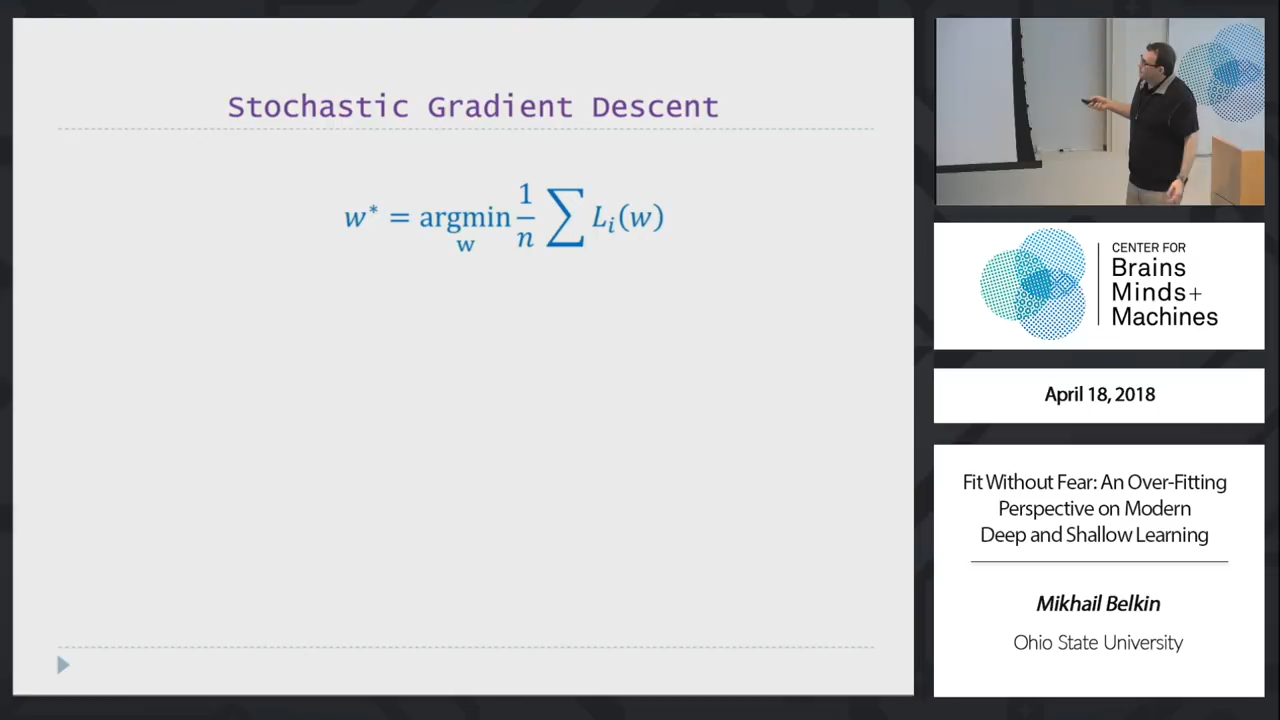 Stochastic Gradient Descent
w* = argmin 1/n ∑ Lᵢ(w)
w
CENTER FOR
Brains
Minds+
Machines
April 18, 2018
Fit Without Fear: An Over-Fitting
Perspective on Modern
Deep and Shallow Learning
Mikhail Belkin
Ohio State University